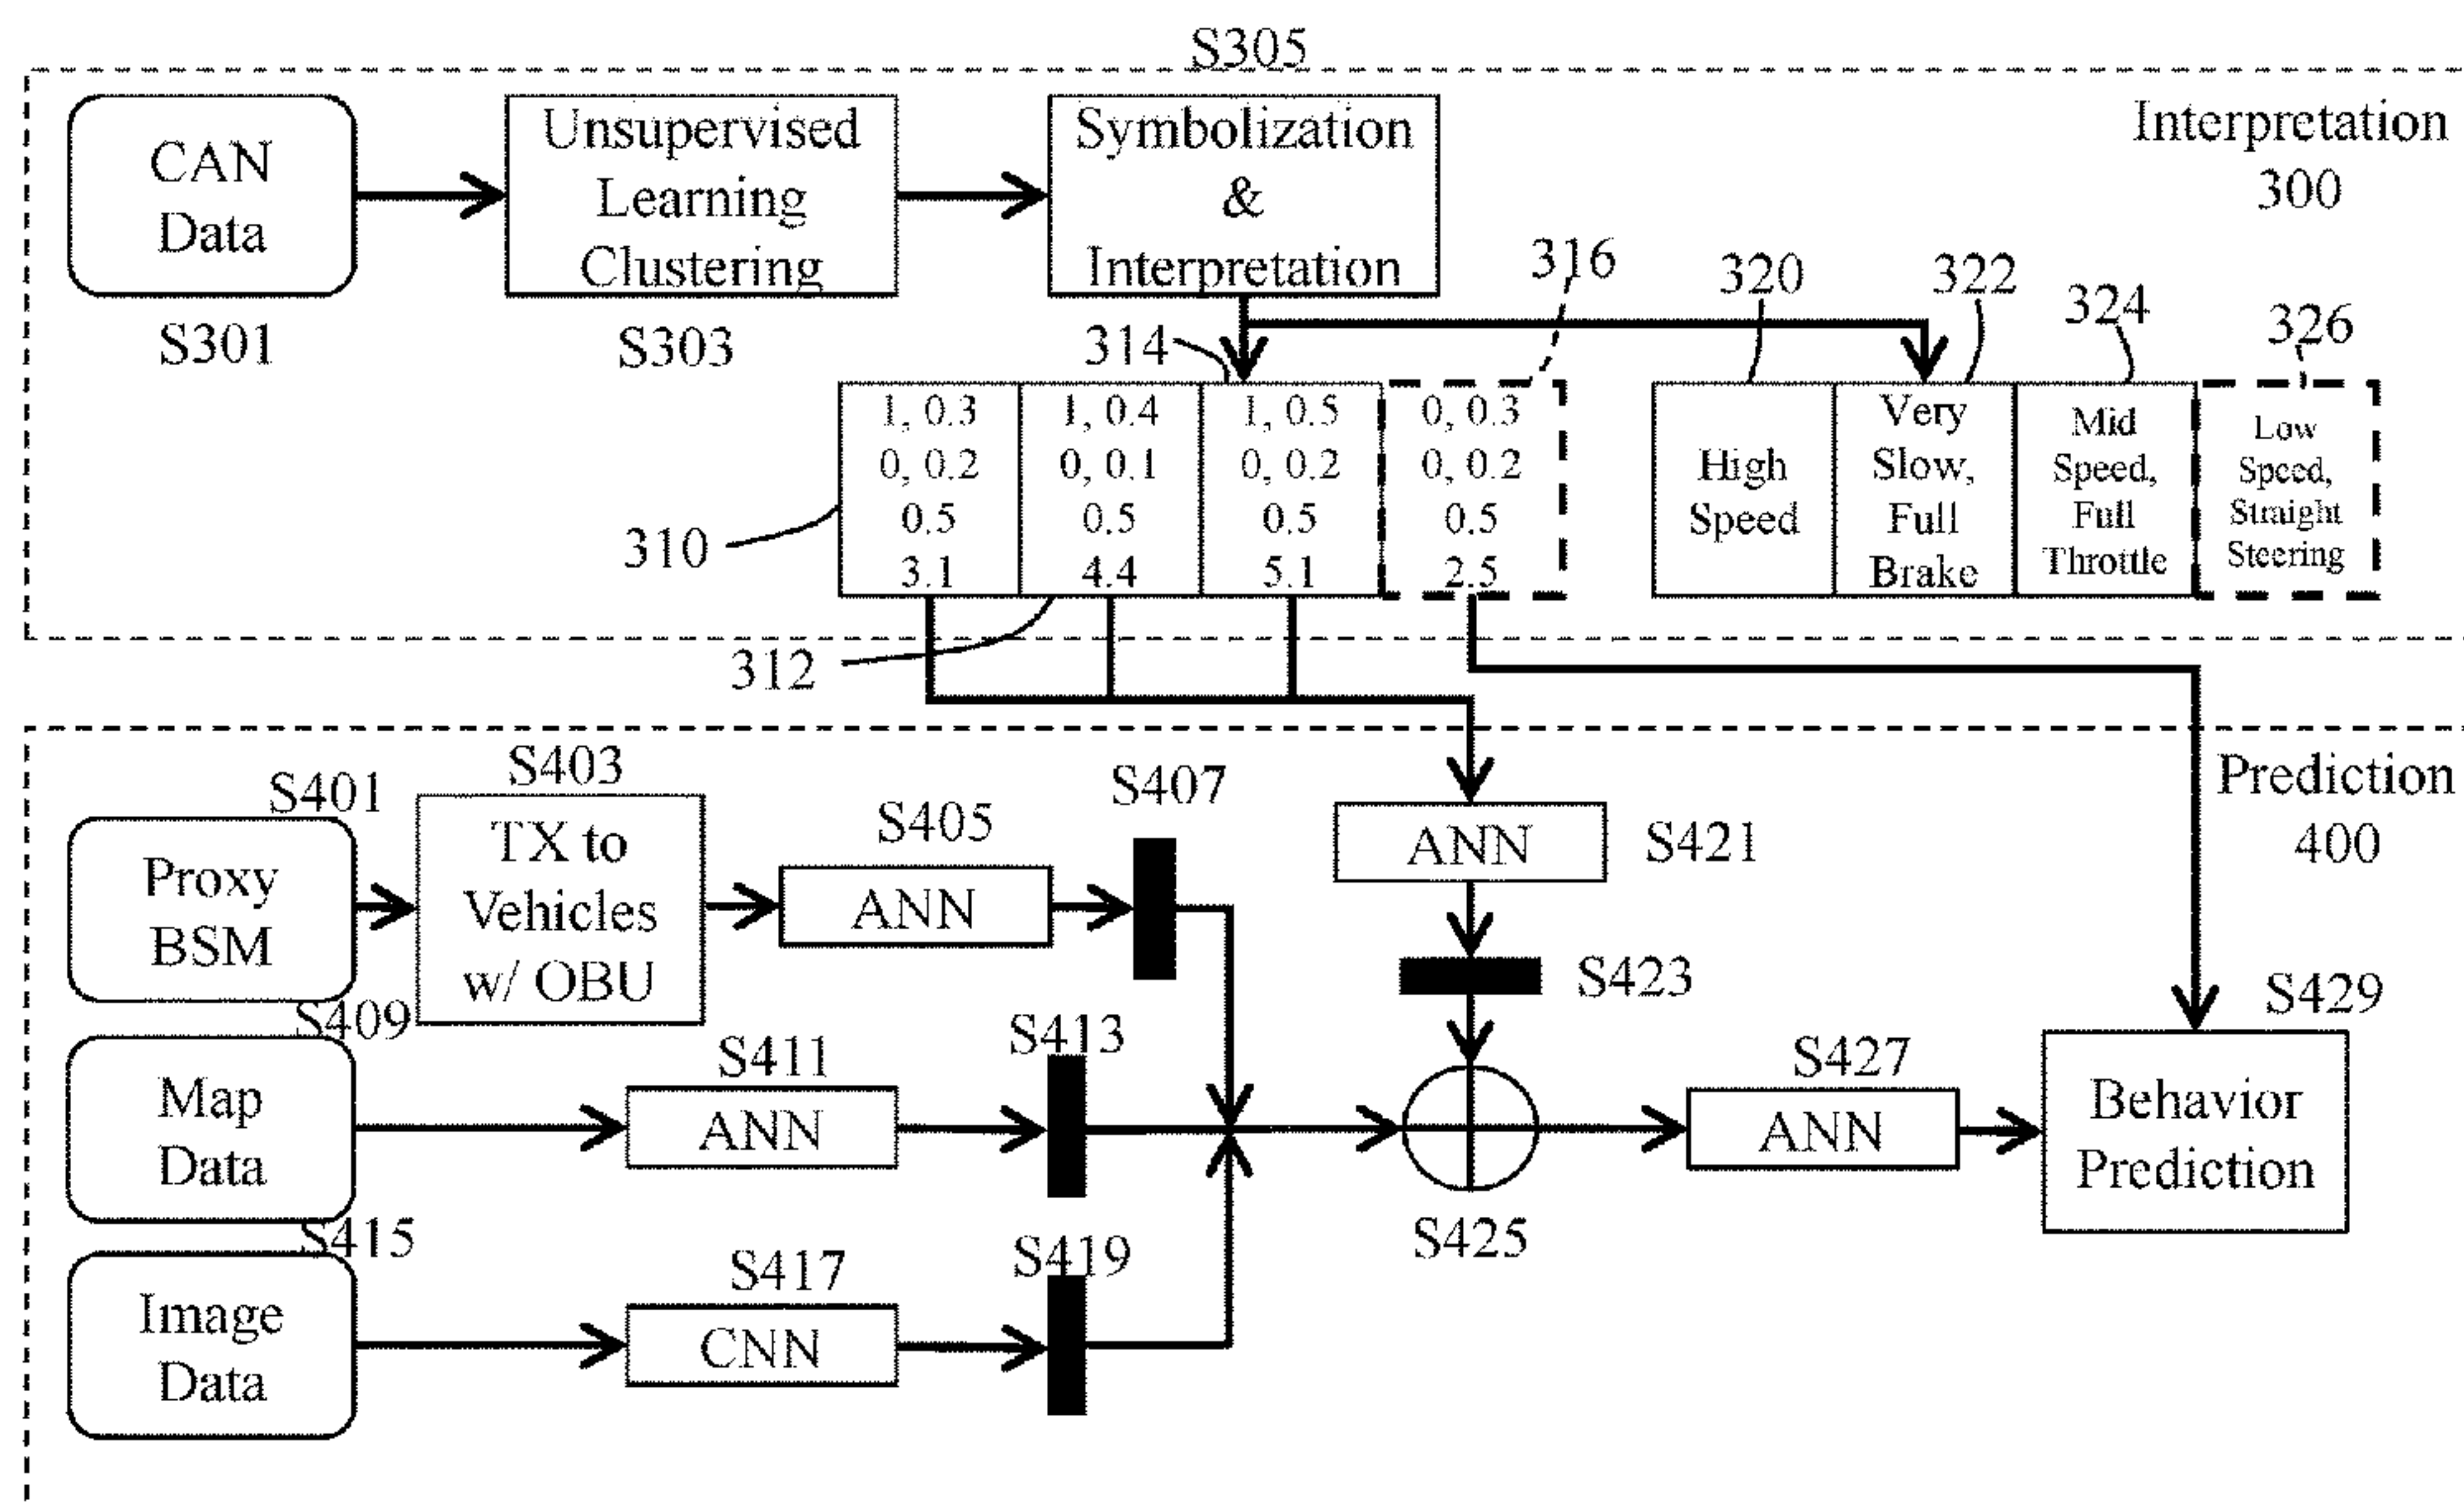 S305
CAN
Data
S301
Unsupervised
Learning
Clustering
S303
Symbolization
&
Interpretation
Interpretation
300
314
316
320
322
324
326
310
1, 0.3
0, 0.2
0.5
3.1
1, 0.4
0, 0.1
0.5
4.4
1, 0.5
0, 0.2
0.5
5.1
0, 0.3
0, 0.2
0.5
2.5
High
Speed
Very
Slow,
Full
Brake
Mid
Speed,
Full
Throttle
Low
Speed,
Straight
Steering
312
Prediction
400
S401
Proxy
BSM
S403
TX to
Vehicles
w/ OBU
S405
ANN
S407
ANN
S421
S423
S409
Map
Data
S411
ANN
S413
S425
S427
ANN
S429
Behavior
Prediction
S415
Image
Data
S417
CNN
S419